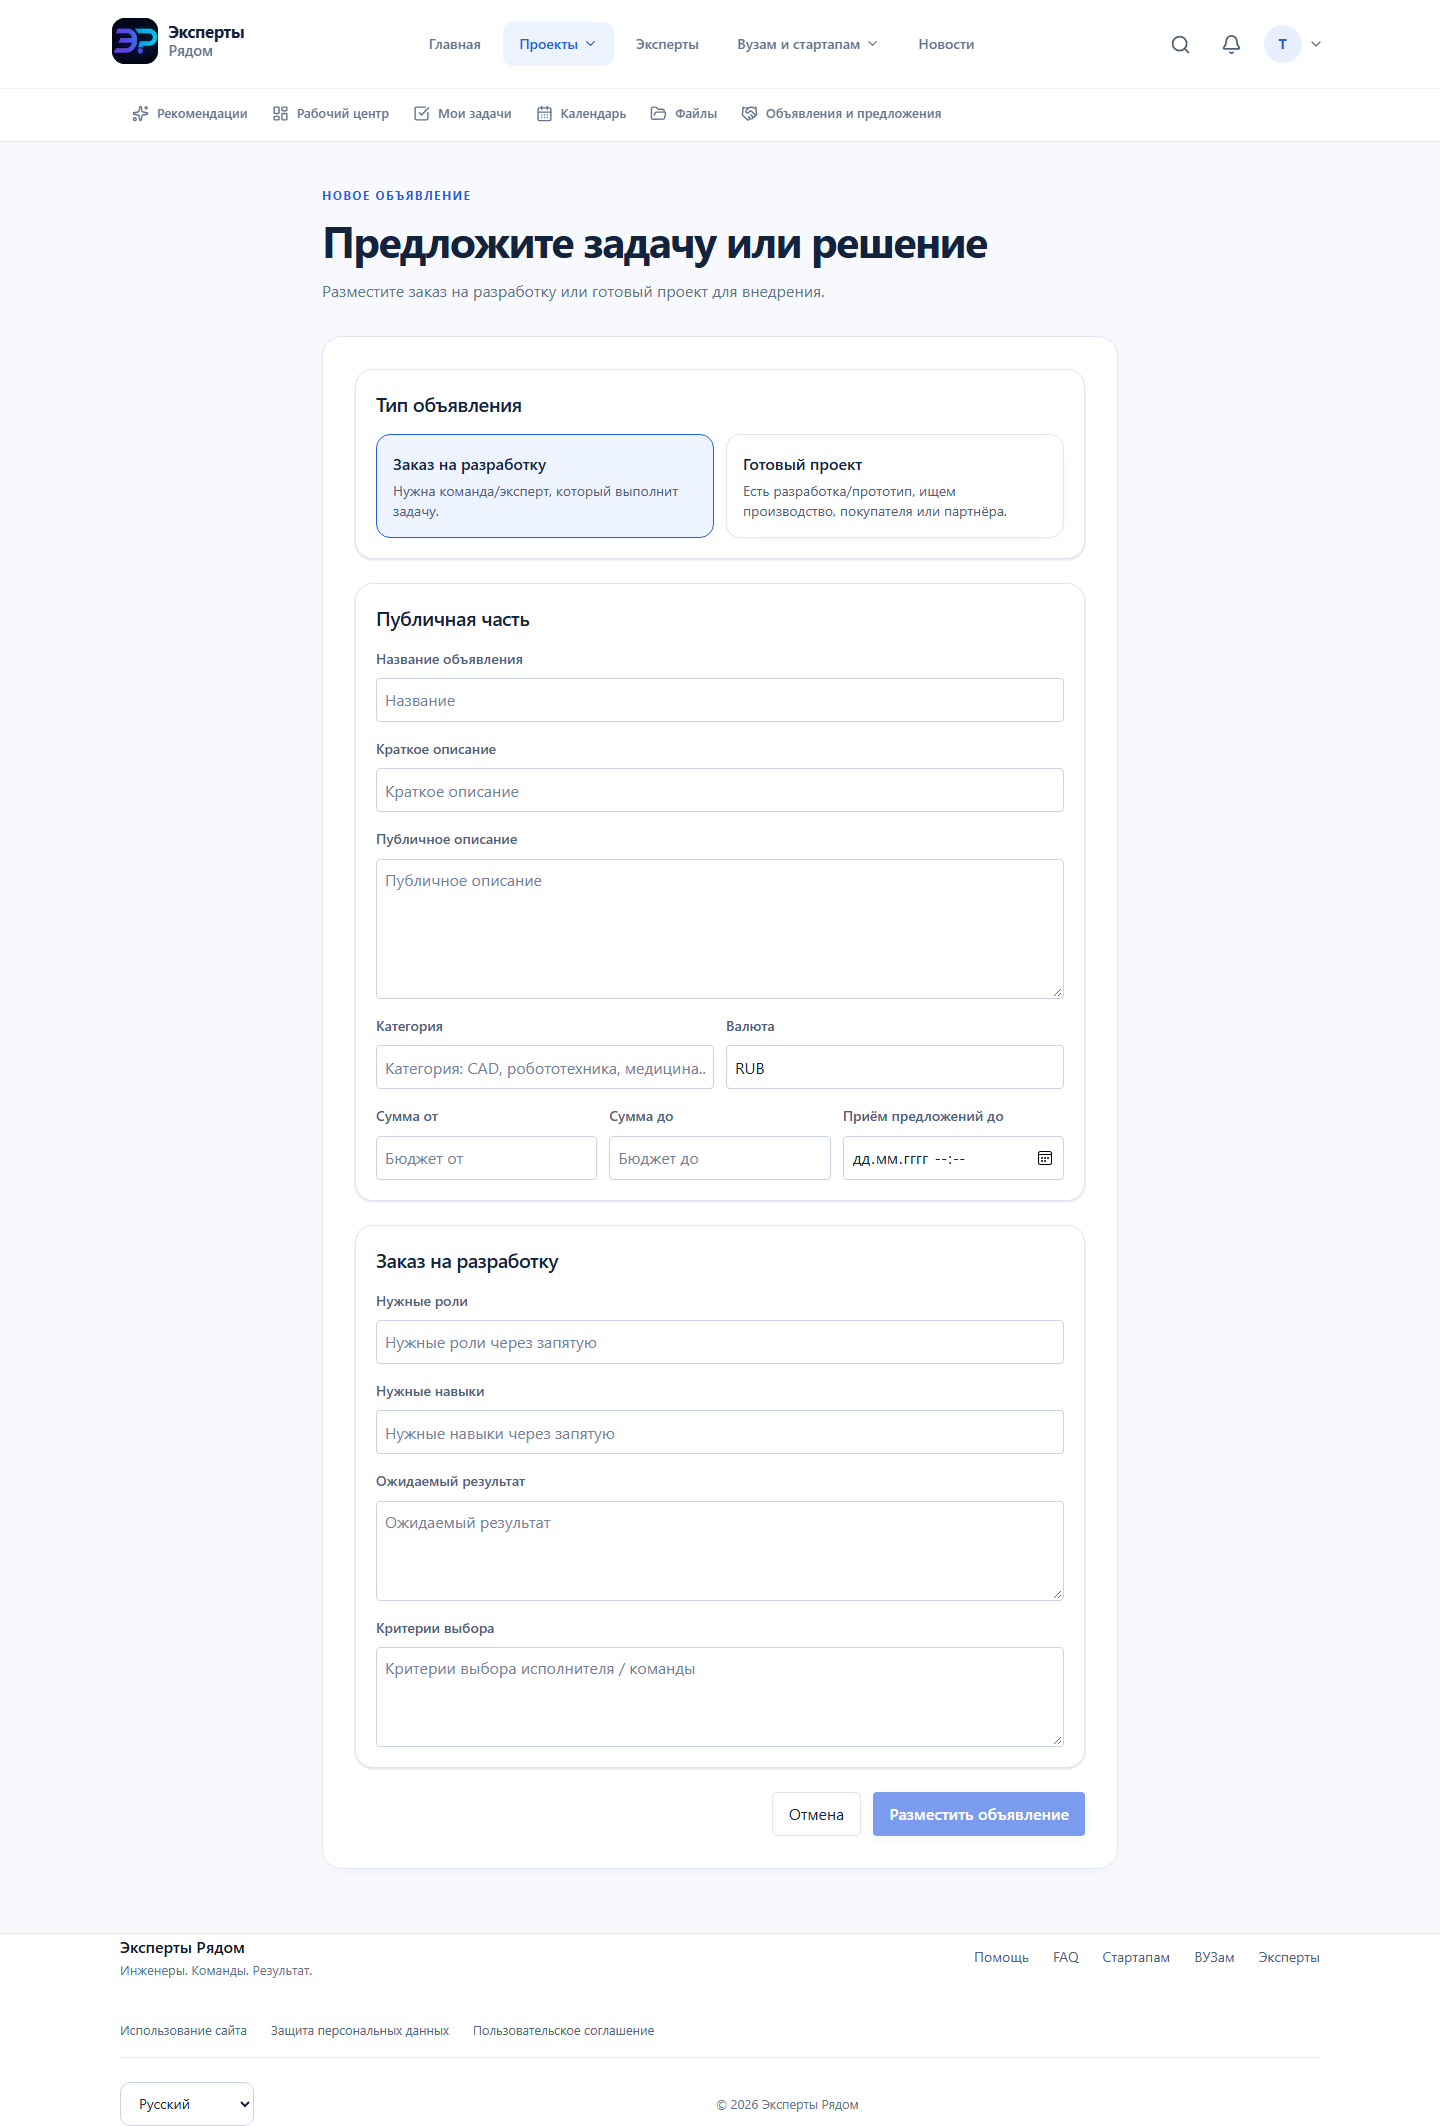 Эксперты
Рядом
Главная
Проекты
Эксперты
Вузам и стартапам
Новости
Т
Рекомендации
Рабочий центр
Мои задачи
Календарь
Файлы
Объявления и предложения
НОВОЕ ОБЪЯВЛЕНИЕ
Предложите задачу или решение
Разместите заказ на разработку или готовый проект для внедрения.
Тип объявления
Заказ на разработку
Нужна команда/эксперт, который выполнит
задачу.
Готовый проект
Есть разработка/прототип, ищем
производство, покупателя или партнёра.
Публичная часть
Название объявления
Название
Краткое описание
Краткое описание
Публичное описание
Публичное описание
Категория
Валюта
Категория: CAD, робототехника, медицина..
RUB
Сумма от
Сумма до
Приём предложений до
Бюджет от
Бюджет до
дд.мм.гггг --:--
Заказ на разработку
Нужные роли
Нужные роли через запятую
Нужные навыки
Нужные навыки через запятую
Ожидаемый результат
Ожидаемый результат
Критерии выбора
Критерии выбора исполнителя / команды
Отмена
Разместить объявление
Эксперты Рядом
Инженеры. Команды. Результат.
Помощь
FAQ
Стартапам
ВУЗам
Эксперты
Использование сайта
Защита персональных данных
Пользовательское соглашение
Русский
© 2026 Эксперты Рядом